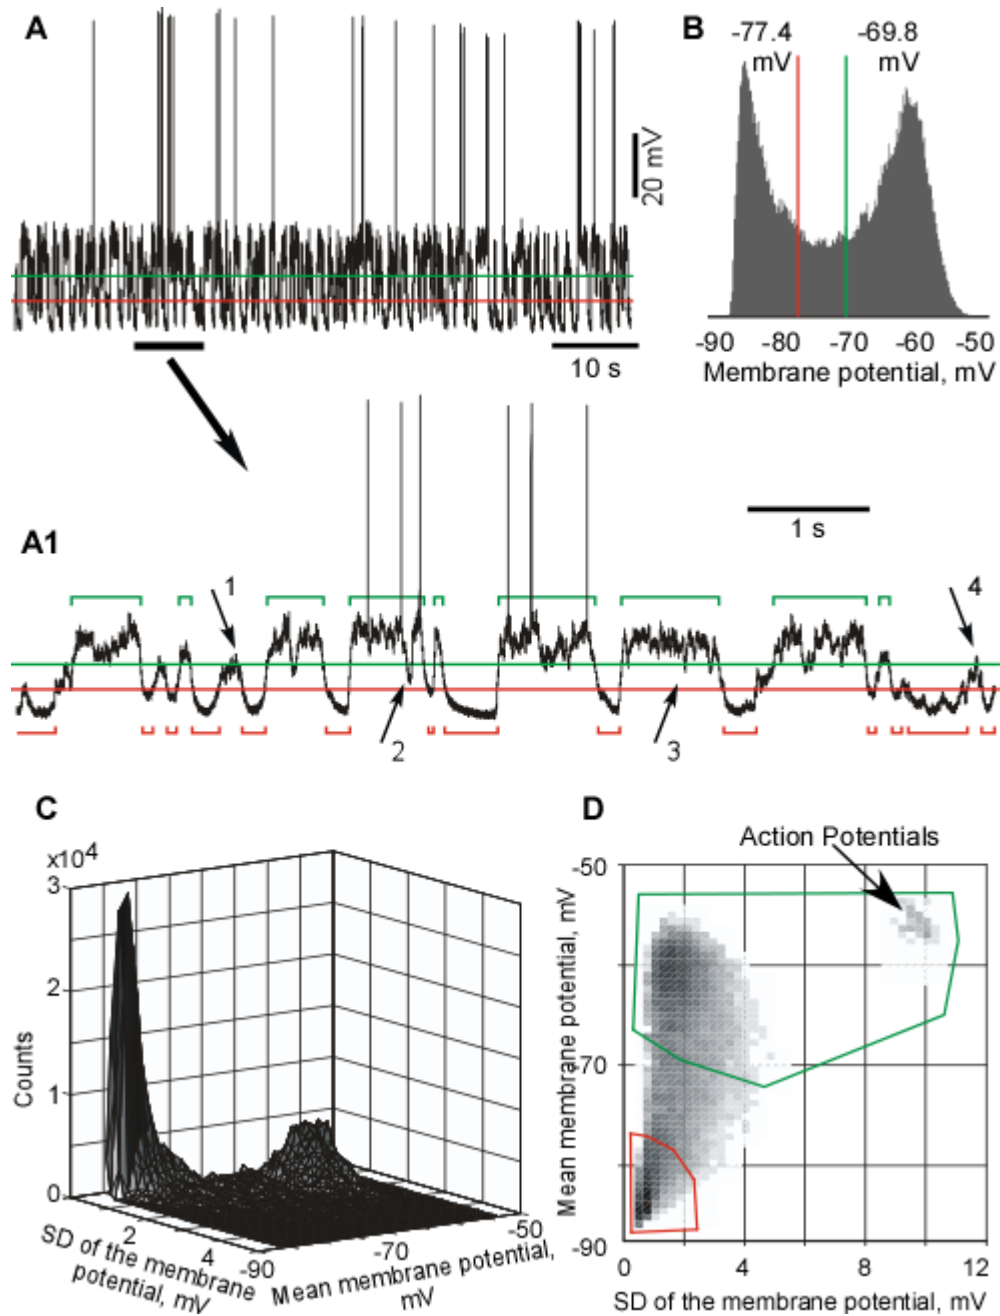 A
B
-77.4
mV
-69.8
mV
20 mV
10 s
-90 -80 -70 -60 -50
Membrane potential, mV
A1
1 s
1
4
2
3
C
x10⁴
3
2
1
0
Counts
2
4
SD of the membrane
potential, mV
-90
-70
-50
Mean membrane potential,
mV
D
Action Potentials
-50
-70
-90
Mean membrane potential, mV
0 4 8 12
SD of the membrane potential, mV